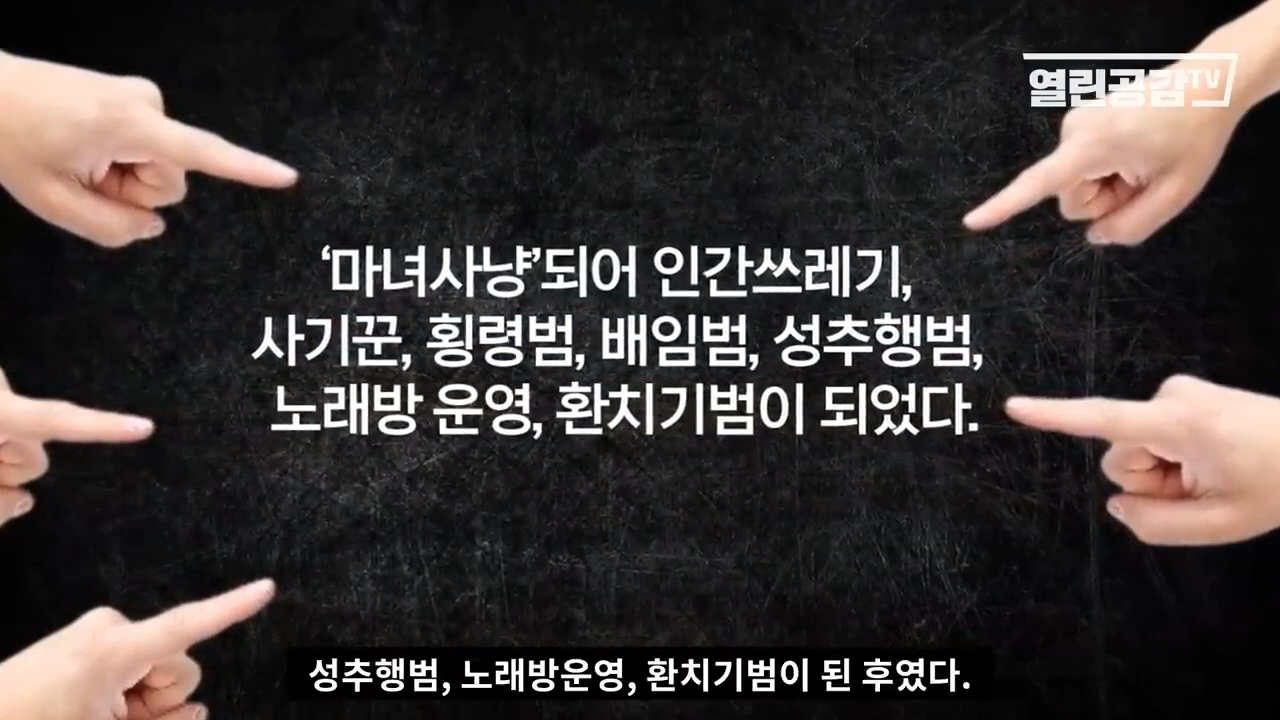 열린공감TV
‘마녀사냥’되어 인간쓰레기,
사기꾼, 횡령범, 배임범, 성추행범,
노래방 운영, 환치기범이 되었다.
성추행범, 노래방운영, 환치기범이 된 후였다.